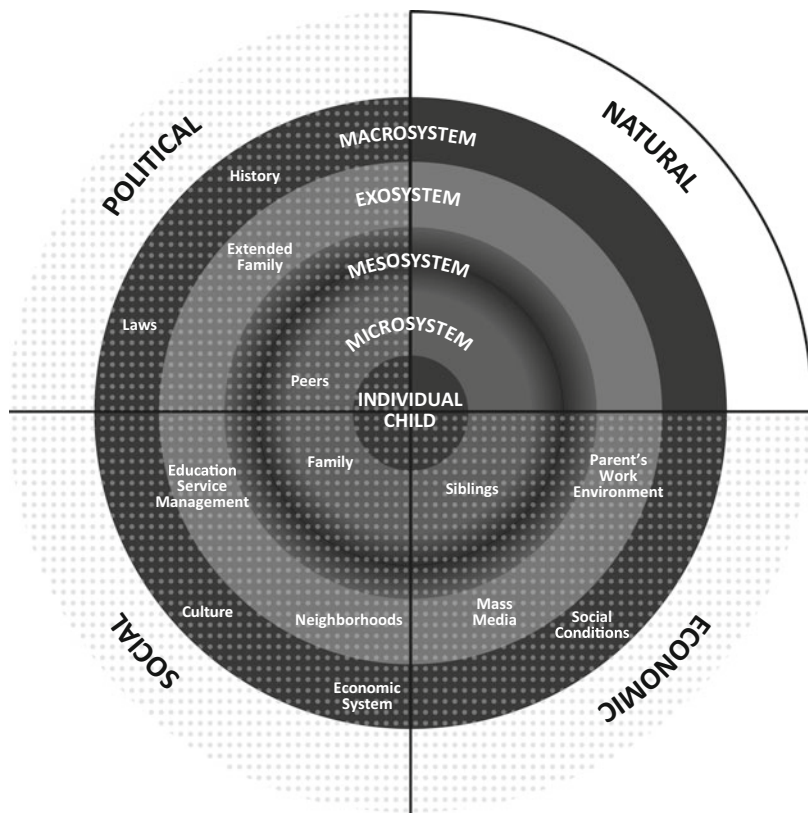 POLITICAL
NATURAL
MACROSYSTEM
History
EXOSYSTEM
Extended
Family
MESOSYSTEM
Laws
MICROSYSTEM
Peers
INDIVIDUAL
CHILD
Family
Education
Service
Management
Siblings
Parent's
Work
Environment
Culture
Neighborhoods
Mass
Media
Social
Conditions
Economic
System
SOCIAL
ECONOMIC